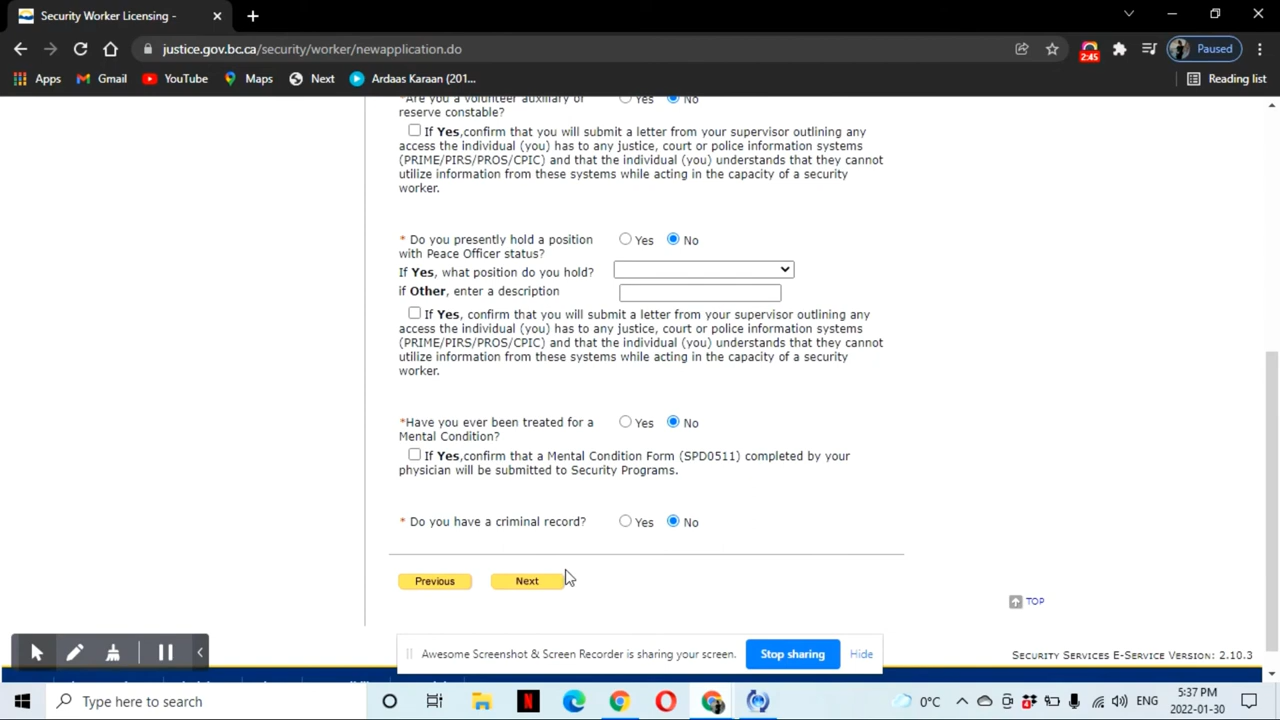 Security Worker Licensing -
justice.gov.bc.ca/security/worker/newapplication.do
2:45
Paused
Apps
Gmail
YouTube
Maps
Next
Ardaas Karaan (201...
Reading list
*Are you a volunteer auxiliary or
Yes
No
reserve constable?
If Yes,confirm that you will submit a letter from your supervisor outlining any
access the individual (you) has to any justice, court or police information systems
(PRIME/PIRS/PROS/CPIC) and that the individual (you) understands that they cannot
utilize information from these systems while acting in the capacity of a security
worker.
* Do you presently hold a position
Yes
No
with Peace Officer status?
If Yes, what position do you hold?
if Other, enter a description
If Yes, confirm that you will submit a letter from your supervisor outlining any
access the individual (you) has to any justice, court or police information systems
(PRIME/PIRS/PROS/CPIC) and that the individual (you) understands that they cannot
utilize information from these systems while acting in the capacity of a security
worker.
*Have you ever been treated for a
Yes
No
Mental Condition?
If Yes,confirm that a Mental Condition Form (SPD0511) completed by your
physician will be submitted to Security Programs.
* Do you have a criminal record?
Yes
No
Previous
Next
TOP
Awesome Screenshot & Screen Recorder is sharing your screen.
Stop sharing
Hide
SECURITY SERVICES E-SERVICE VERSION: 2.10.3
Type here to search
0°C
ENG
5:37 PM
2022-01-30